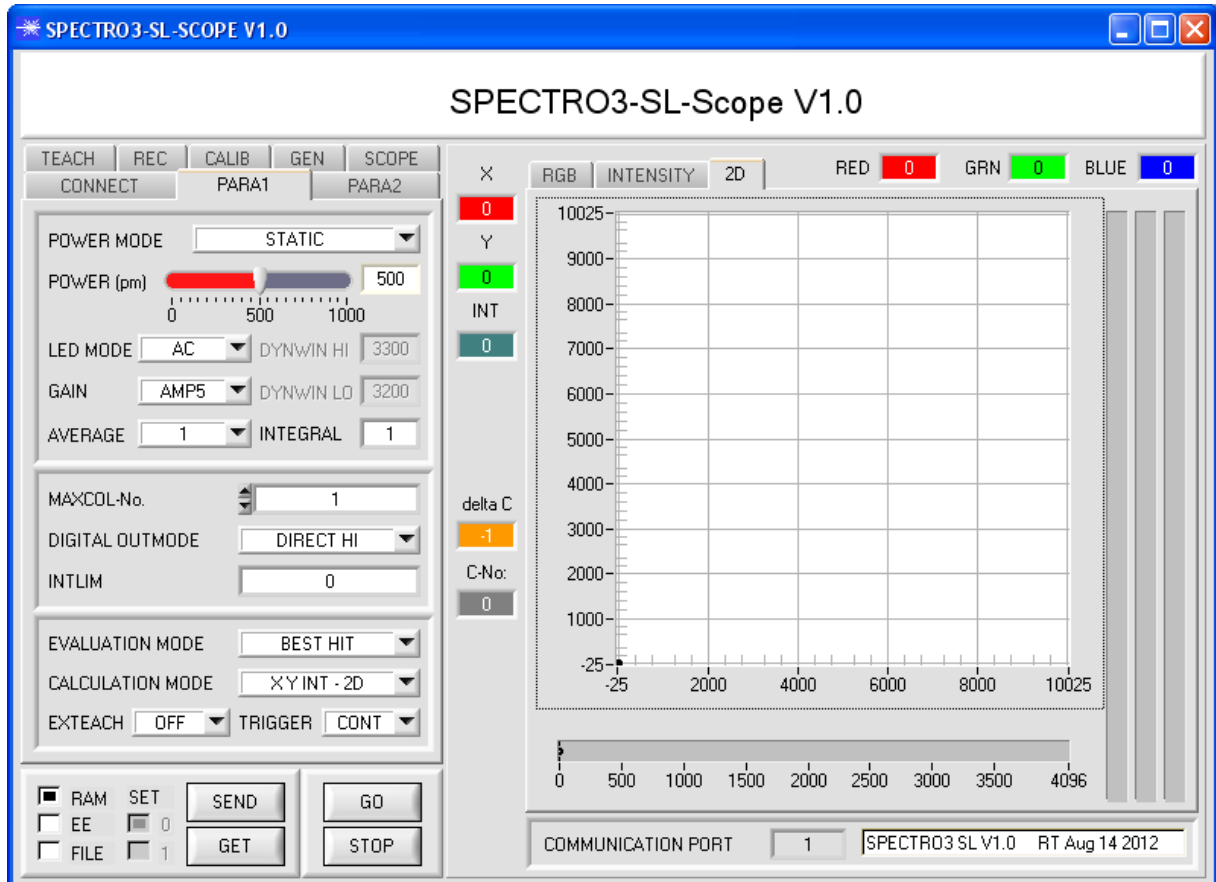 SPECTRO3-SL-SCOPE V1.0
SPECTRO3-SL-Scope V1.0
TEACH REC CALIB GEN SCOPE
CONNECT PARA1 PARA2
POWER MODE STATIC
POWER (pm) 500
0 500 1000
LED MODE AC DYNWIN HI 3300
GAIN AMP5 DYNWIN LO 3200
AVERAGE 1 INTEGRAL 1
MAXCOL-No. 1
DIGITAL OUTMODE DIRECT HI
INTLIM 0
EVALUATION MODE BEST HIT
CALCULATION MODE X Y INT - 2D
EXTEACH OFF TRIGGER CONT
RAM SET
EE 0
FILE 1
SEND GO
GET STOP
X
0
Y
0
INT
0
delta C
-1
C-No:
0
RGB INTENSITY 2D
RED 0 GRN 0 BLUE 0
10025
9000
8000
7000
6000
5000
4000
3000
2000
1000
-25
-25 2000 4000 6000 8000 10025
0 500 1000 1500 2000 2500 3000 3500 4096
COMMUNICATION PORT 1 SPECTRO3 SL V1.0 RT Aug 14 2012